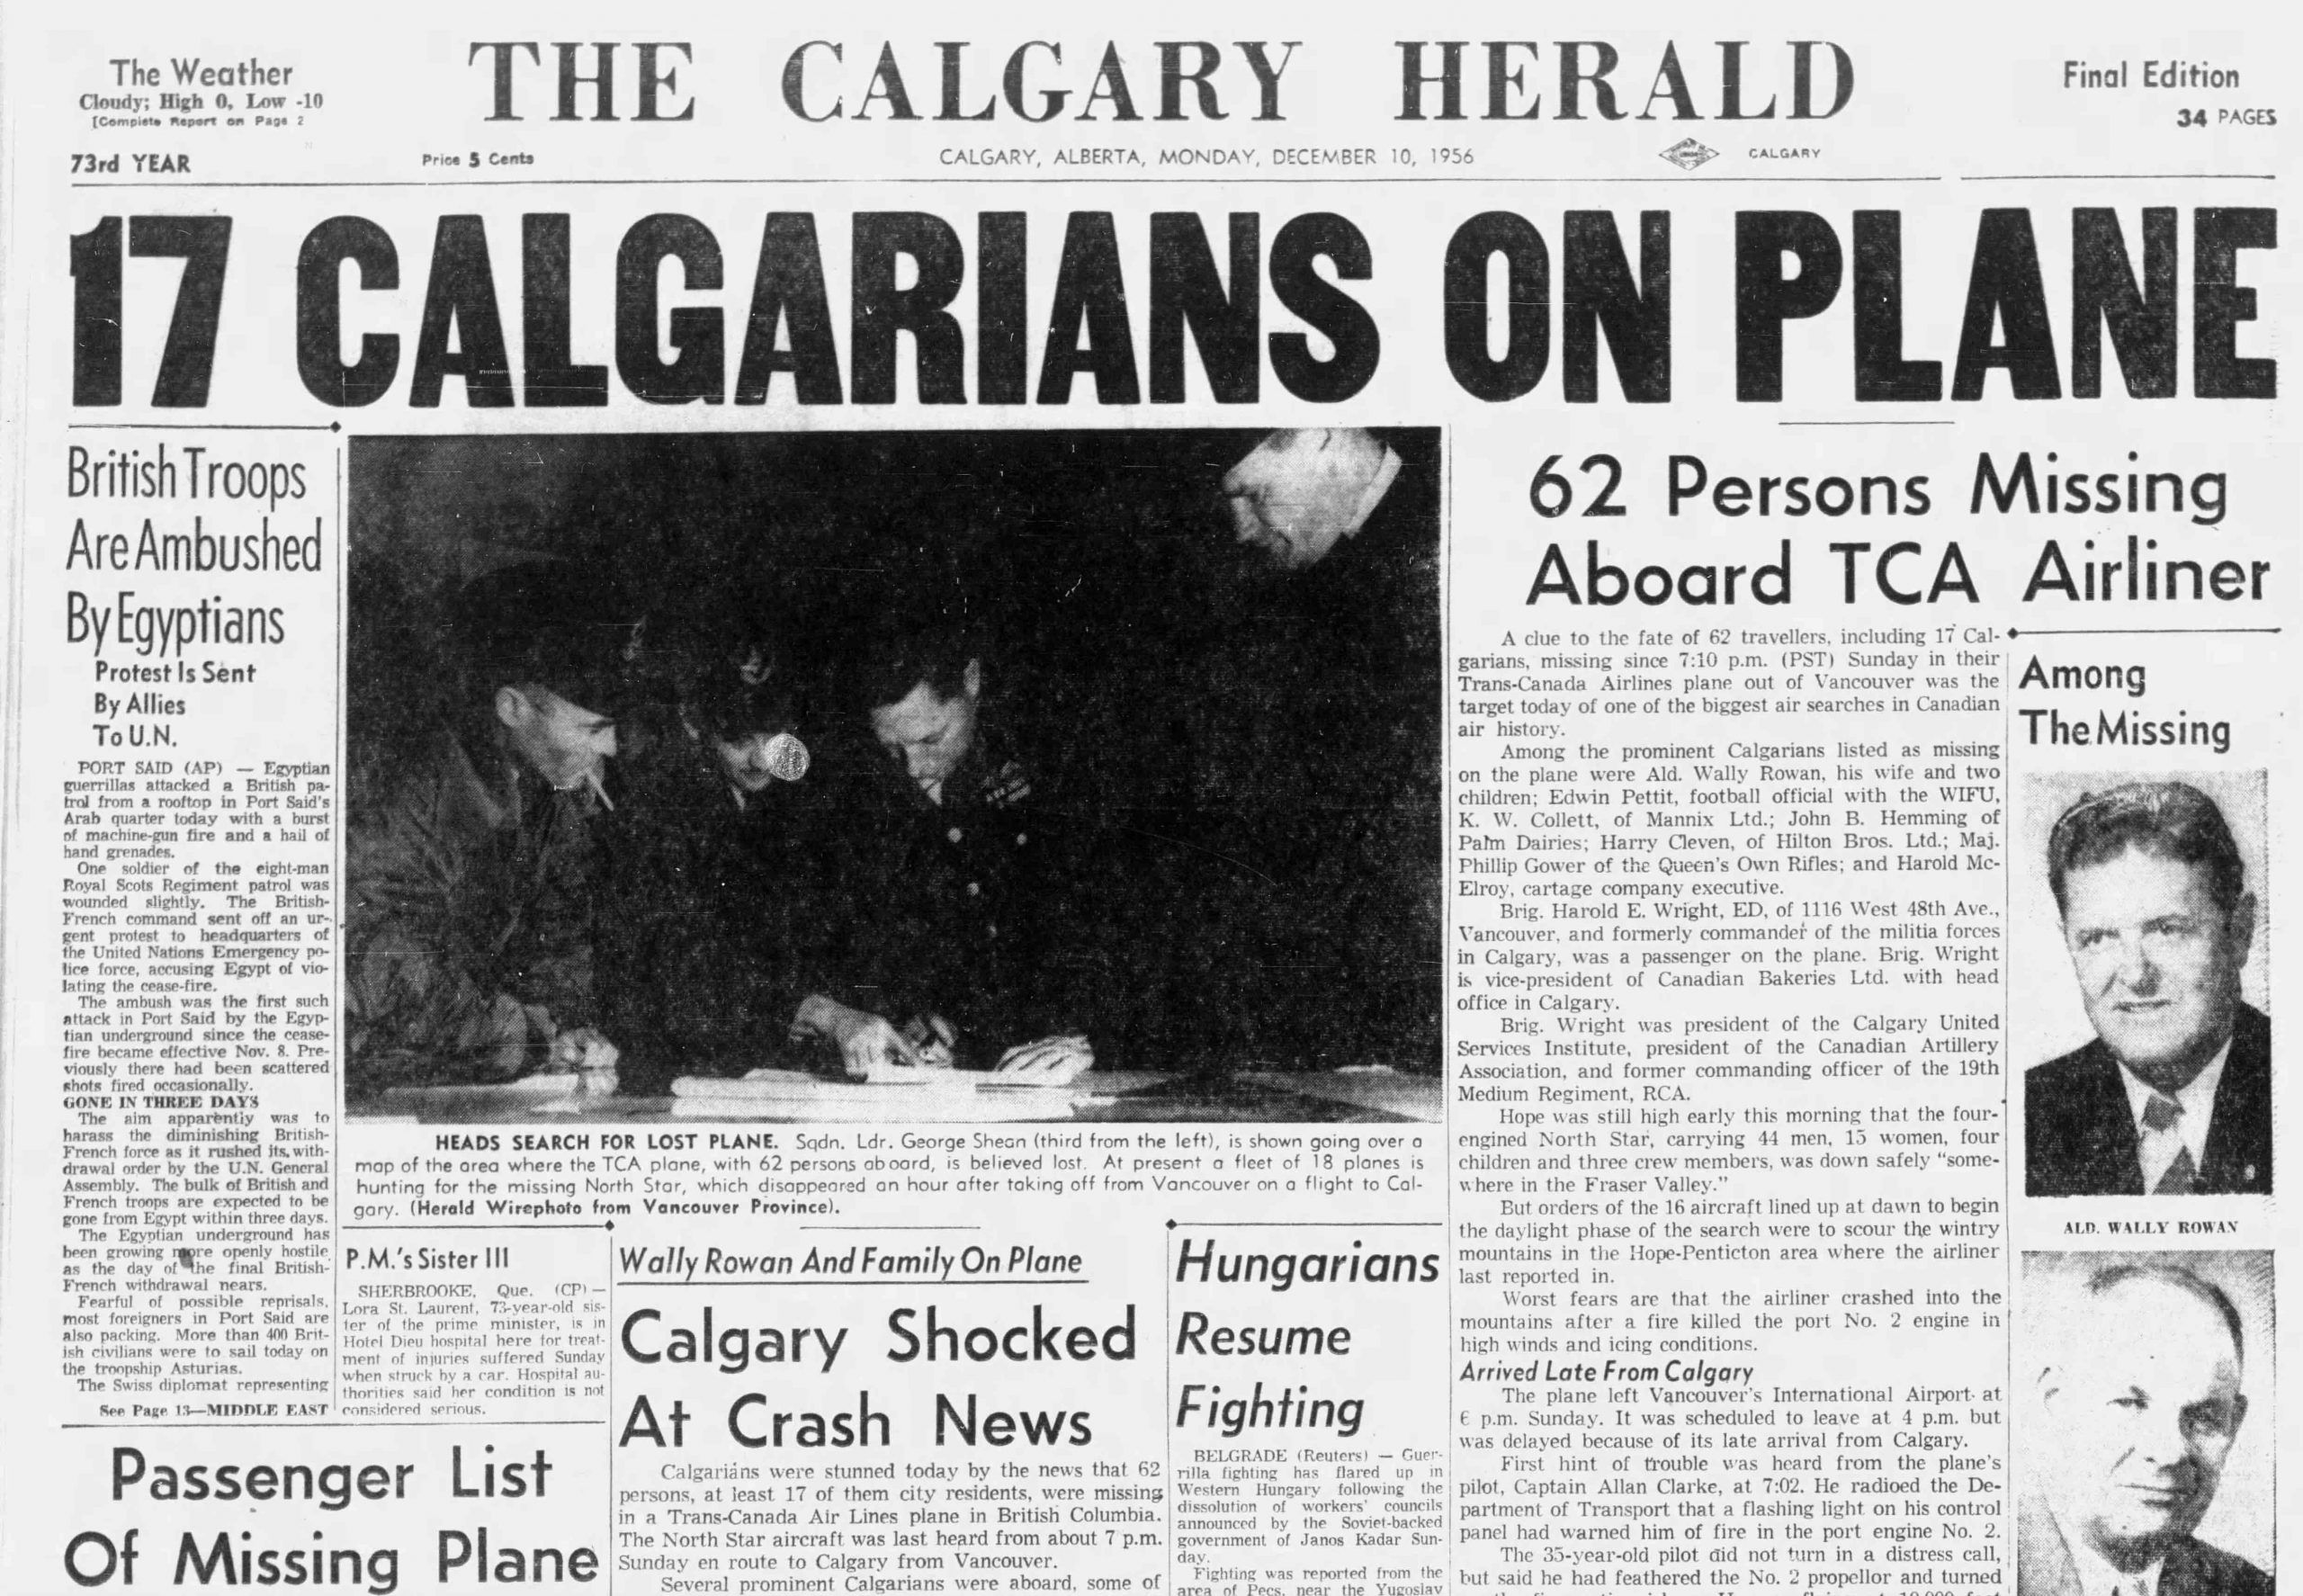 The Weather
Cloudy; High 0, Low -10
[Complete Report on Page 2
73rd YEAR
THE CALGARY HERALD
Final Edition
34 PAGES
Price 5 Cents
CALGARY, ALBERTA, MONDAY, DECEMBER 10, 1956
CALGARY
17 CALGARIANS ON PLANE
British Troops
Are Ambushed
By Egyptians
Protest Is Sent
By Allies
To U.N.
PORT SAID (AP) — Egyptian
guerrillas attacked a British pa-
trol from a rooftop in Port Said's
Arab quarter today with a burst
of machine-gun fire and a hail of
hand grenades.
One soldier of the eight-man
Royal Scots Regiment patrol was
wounded slightly. The British-
French command sent off an ur-
gent protest to headquarters of
the United Nations Emergency po-
lice force, accusing Egypt of vio-
lating the cease-fire.
The ambush was the first such
attack in Port Said by the Egyp-
tian underground since the cease-
fire became effective Nov. 8. Pre-
viously there had been scattered
shots fired occasionally.
GONE IN THREE DAYS
The aim apparently was to
harass the diminishing British-
French force as it rushed its with-
drawal order by the U.N. General
Assembly. The bulk of British and
French troops are expected to be
gone from Egypt within three days.
The Egyptian underground has
been growing more openly hostile
as the day of the final British-
French withdrawal nears.
Fearful of possible reprisals,
most foreigners in Port Said are
also packing. More than 400 Brit-
ish civilians were to sail today on
the troopship Asturias.
The Swiss diplomat representing
See Page 13—MIDDLE EAST
HEADS SEARCH FOR LOST PLANE. Sqdn. Ldr. George Shean (third from the left), is shown going over a
map of the area where the TCA plane, with 62 persons aboard, is believed lost. At present a fleet of 18 planes is
hunting for the missing North Star, which disappeared an hour after taking off from Vancouver on a flight to Cal-
gary. (Herald Wirephoto from Vancouver Province).
P.M.'s Sister Ill
SHERBROOKE, Que. (CP) —
Lora St. Laurent, 73-year-old sis-
ter of the prime minister, is in
Hotel Dieu hospital here for treat-
ment of injuries suffered Sunday
when struck by a car. Hospital au-
thorities said her condition is not
considered serious.
Passenger List
Of Missing Plane
Wally Rowan And Family On Plane
Calgary Shocked
At Crash News
Calgarians were stunned today by the news that 62
persons, at least 17 of them city residents, were missing
in a Trans-Canada Air Lines plane in British Columbia.
The North Star aircraft was last heard from about 7 p.m.
Sunday en route to Calgary from Vancouver.
Several prominent Calgarians were aboard, some of
Hungarians
Resume
Fighting
BELGRADE (Reuters) — Guer-
rilla fighting has flared up in
Western Hungary following the
dissolution of workers' councils
announced by the Soviet-backed
government of Janos Kadar Sun-
day.
Fighting was reported from the
area of Pecs, near the Yugoslav
62 Persons Missing
Aboard TCA Airliner
A clue to the fate of 62 travellers, including 17 Cal-
garians, missing since 7:10 p.m. (PST) Sunday in their
Trans-Canada Airlines plane out of Vancouver was the
target today of one of the biggest air searches in Canadian
air history.
Among the prominent Calgarians listed as missing
on the plane were Ald. Wally Rowan, his wife and two
children; Edwin Pettit, football official with the WIFU,
K. W. Collett, of Mannix Ltd.; John B. Hemming of
Palm Dairies; Harry Cleven, of Hilton Bros. Ltd.; Maj.
Phillip Gower of the Queen's Own Rifles; and Harold Mc-
Elroy, cartage company executive.
Brig. Harold E. Wright, ED, of 1116 West 48th Ave.,
Vancouver, and formerly commander of the militia forces
in Calgary, was a passenger on the plane. Brig. Wright
is vice-president of Canadian Bakeries Ltd. with head
office in Calgary.
Brig. Wright was president of the Calgary United
Services Institute, president of the Canadian Artillery
Association, and former commanding officer of the 19th
Medium Regiment, RCA.
Hope was still high early this morning that the four-
engined North Star, carrying 44 men, 15 women, four
children and three crew members, was down safely "some-
where in the Fraser Valley."
But orders of the 16 aircraft lined up at dawn to begin
the daylight phase of the search were to scour the wintry
mountains in the Hope-Penticton area where the airliner
last reported in.
Worst fears are that the airliner crashed into the
mountains after a fire killed the port No. 2 engine in
high winds and icing conditions.
Arrived Late From Calgary
The plane left Vancouver's International Airport at
6 p.m. Sunday. It was scheduled to leave at 4 p.m. but
was delayed because of its late arrival from Calgary.
First hint of trouble was heard from the plane's
pilot, Captain Allan Clarke, at 7:02. He radioed the De-
partment of Transport that a flashing light on his control
panel had warned him of fire in the port engine No. 2.
The 35-year-old pilot did not turn in a distress call,
but said he had feathered the No. 2 propellor and turned
Among
The Missing
ALD. WALLY ROWAN